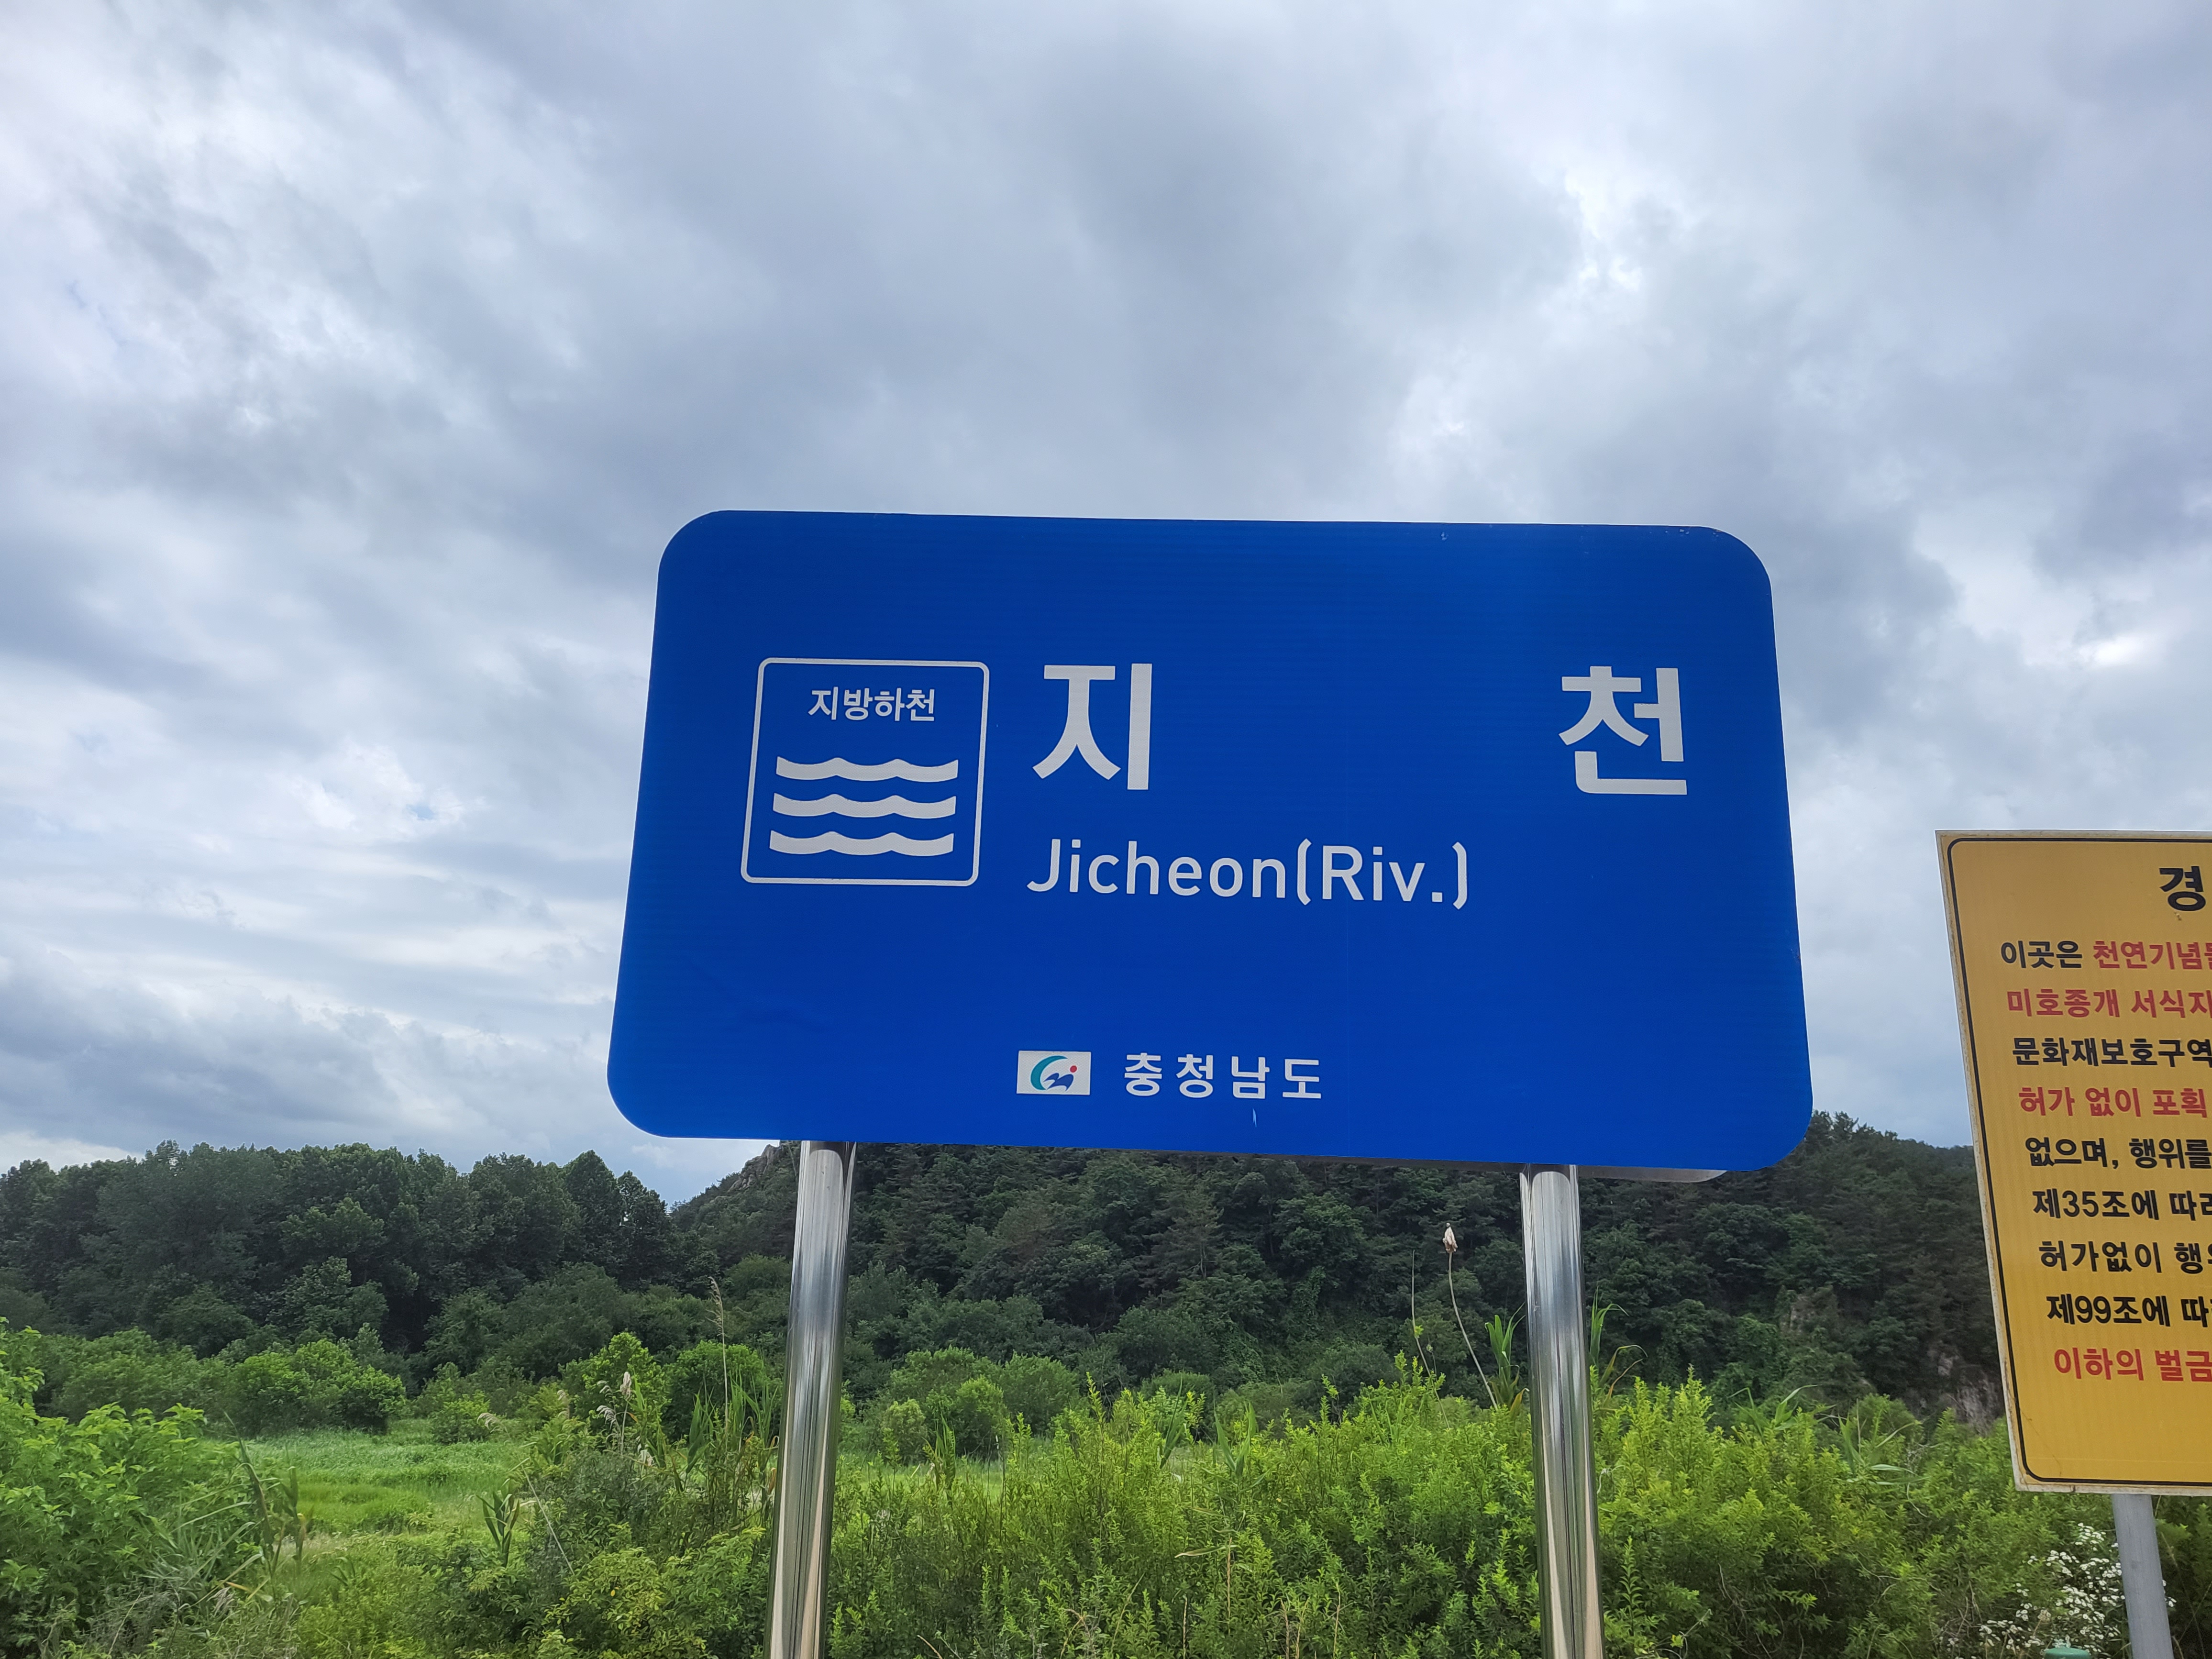 지방하천
지 천
Jicheon(Riv.)
충청남도
경
이곳은 천연기념
미호종개 서식지
문화재보호구역
허가 없이 포획
없으며, 행위를
제35조에 따라
허가없이 행
제99조에 따
이하의 벌금